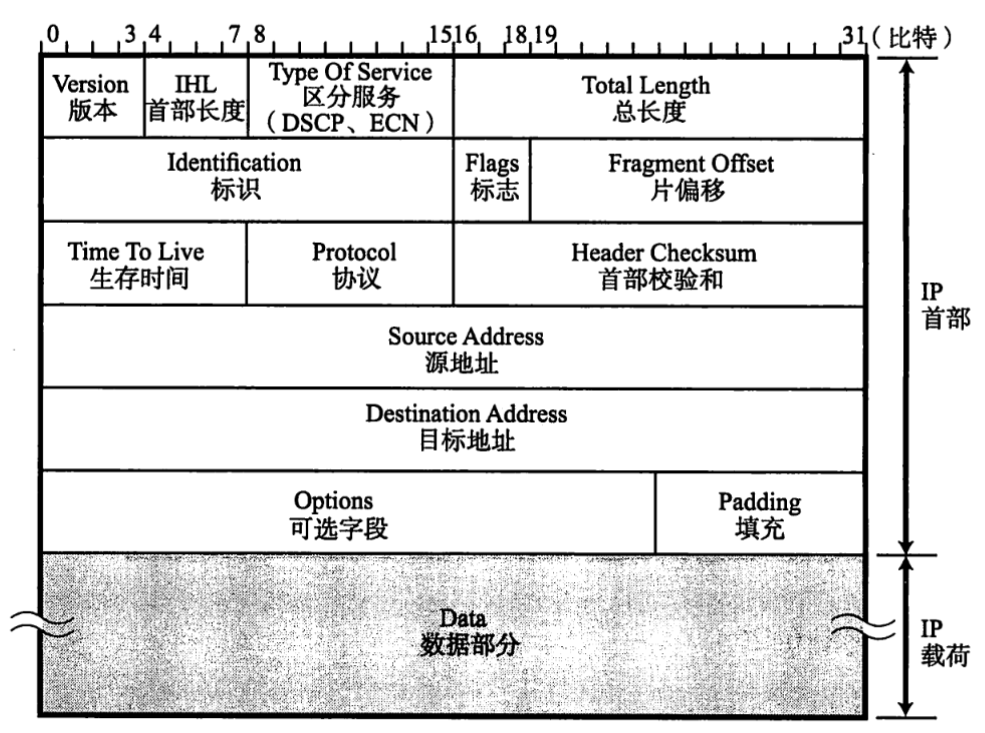 0 3 4 7 8 1516 18 19 31(比特)
Version
版本
IHL
首部长度
Type Of Service
区分服务
(DSCP、ECN)
Total Length
总长度
Identification
标识
Flags
标志
Fragment Offset
片偏移
Time To Live
生存时间
Protocol
协议
Header Checksum
首部校验和
IP
首部
Source Address
源地址
Destination Address
目标地址
Options
可选字段
Padding
填充
Data
数据部分
IP
载荷